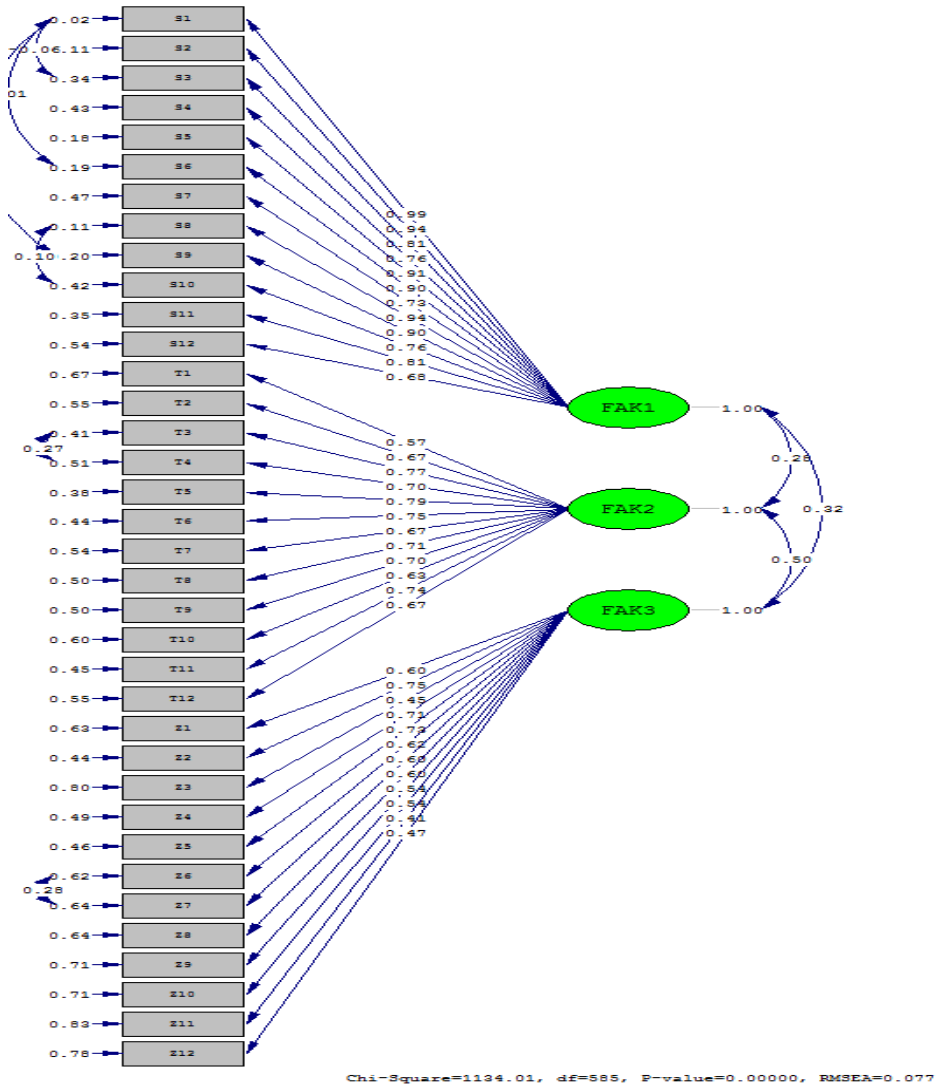 0.02 S1
-0.06.11 S2
0.34 S3
01
0.43 S4
0.18 S5
0.19 S6
0.47 S7
0.11 S8
0.100.20 S9
0.42 S10
0.35 S11
0.54 S12
0.67 T1
0.55 T2
0.41 T3
0.27
0.51 T4
0.38 T5
0.44 T6
0.54 T7
0.50 T8
0.50 T9
0.60 T10
0.45 T11
0.55 T12
0.63 Z1
0.44 Z2
0.80 Z3
0.49 Z4
0.46 Z5
0.62 Z6
0.28
0.64 Z7
0.64 Z8
0.71 Z9
0.71 Z10
0.83 Z11
0.78 Z12
0.99
0.94
0.81
0.76
0.91
0.90
0.73
0.94
0.90
0.76
0.81
0.68
0.57
0.67
0.77
0.70
0.79
0.75
0.67
0.71
0.70
0.63
0.74
0.67
0.60
0.75
0.45
0.71
0.73
0.62
0.60
0.60
0.54
0.54
0.41
0.47
FAK1 1.00
0.28
FAK2 1.00 0.32
0.50
FAK3 1.00
Chi-Square=1134.01, df=585, P-value=0.00000, RMSEA=0.077